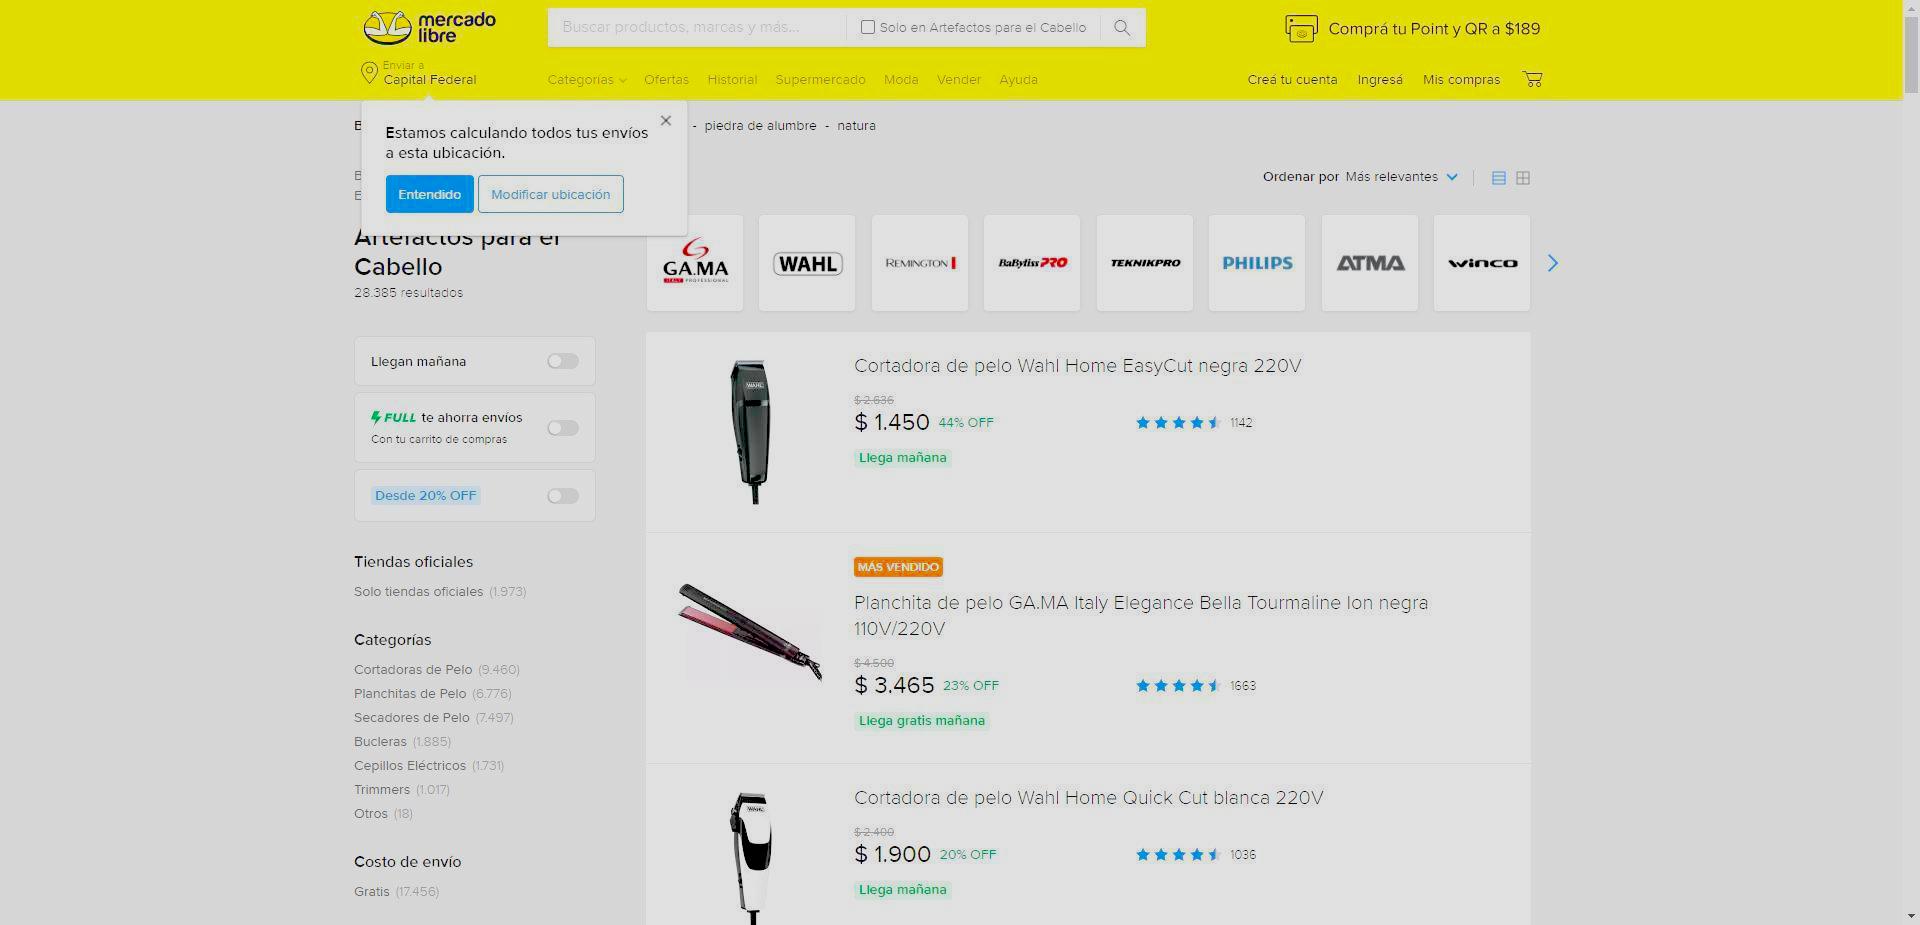 mercado
libre
Buscar productos, marcas y más...
Solo en Artefactos para el Cabello
Comprá tu Point y QR a $189
Enviar a
Capital Federal
Categorías
Ofertas
Historial
Supermercado
Moda
Vender
Ayuda
Creá tu cuenta
Ingresá
Mis compras
Estamos calculando todos tus envíos
a esta ubicación.
Entendido
Modificar ubicación
- piedra de alumbre - natura
Ordenar por Más relevantes
Artefactos para el
Cabello
28.385 resultados
GA.MA
ITALY PROFESSIONAL
WAHL
REMINGTON
BaByliss PRO
TEKNIKPRO
PHILIPS
ATMA
winco
Llegan mañana
FULL te ahorra envíos
Con tu carrito de compras
Desde 20% OFF
Tiendas oficiales
Solo tiendas oficiales (1.973)
Categorías
Cortadoras de Pelo (9.460)
Planchitas de Pelo (6.776)
Secadores de Pelo (7.497)
Bucleras (1.885)
Cepillos Eléctricos (1.731)
Trimmers (1.017)
Otros (18)
Costo de envío
Gratis (17.456)
WAHL
Cortadora de pelo Wahl Home EasyCut negra 220V
$ 2.636
$ 1.450 44% OFF
1142
Llega mañana
MÁS VENDIDO
Planchita de pelo GA.MA Italy Elegance Bella Tourmaline Ion negra
110V/220V
$ 4.500
$ 3.465 23% OFF
1663
Llega gratis mañana
WAHL
Cortadora de pelo Wahl Home Quick Cut blanca 220V
$ 2.400
$ 1.900 20% OFF
1036
Llega mañana